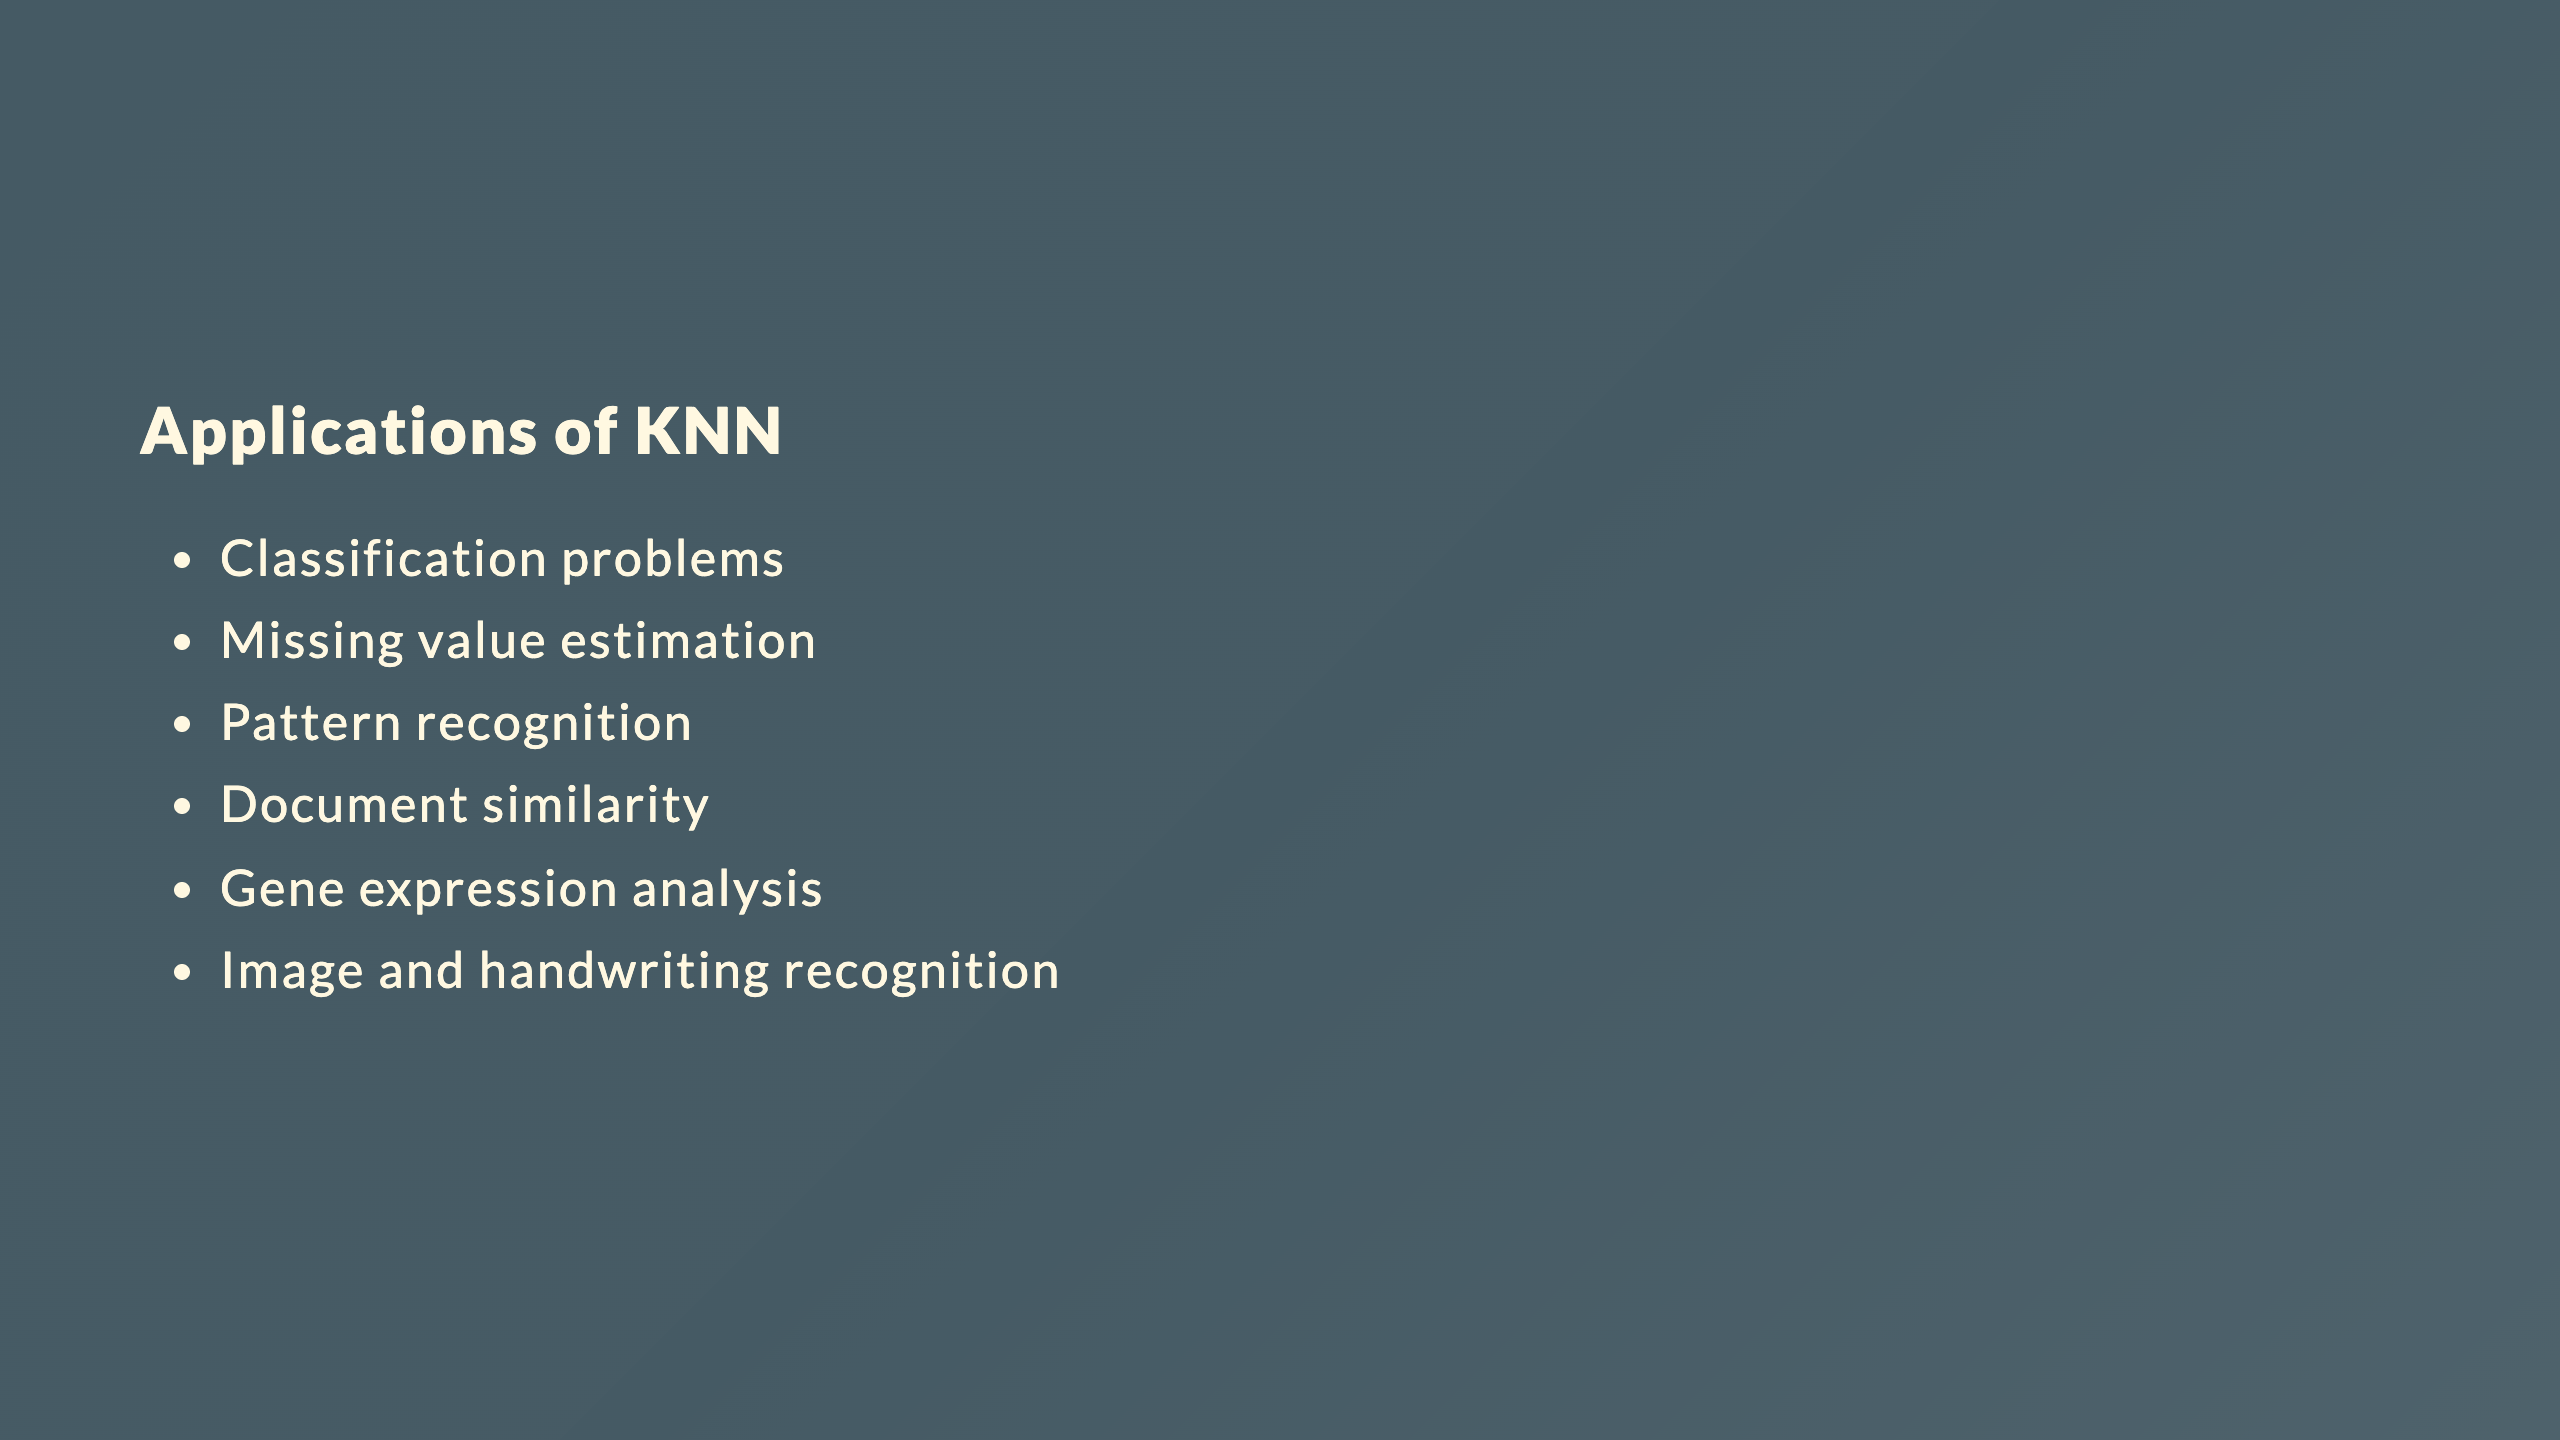 Applications of KNN
• Classification problems
• Missing value estimation
• Pattern recognition
• Document similarity
• Gene expression analysis
• Image and handwriting recognition